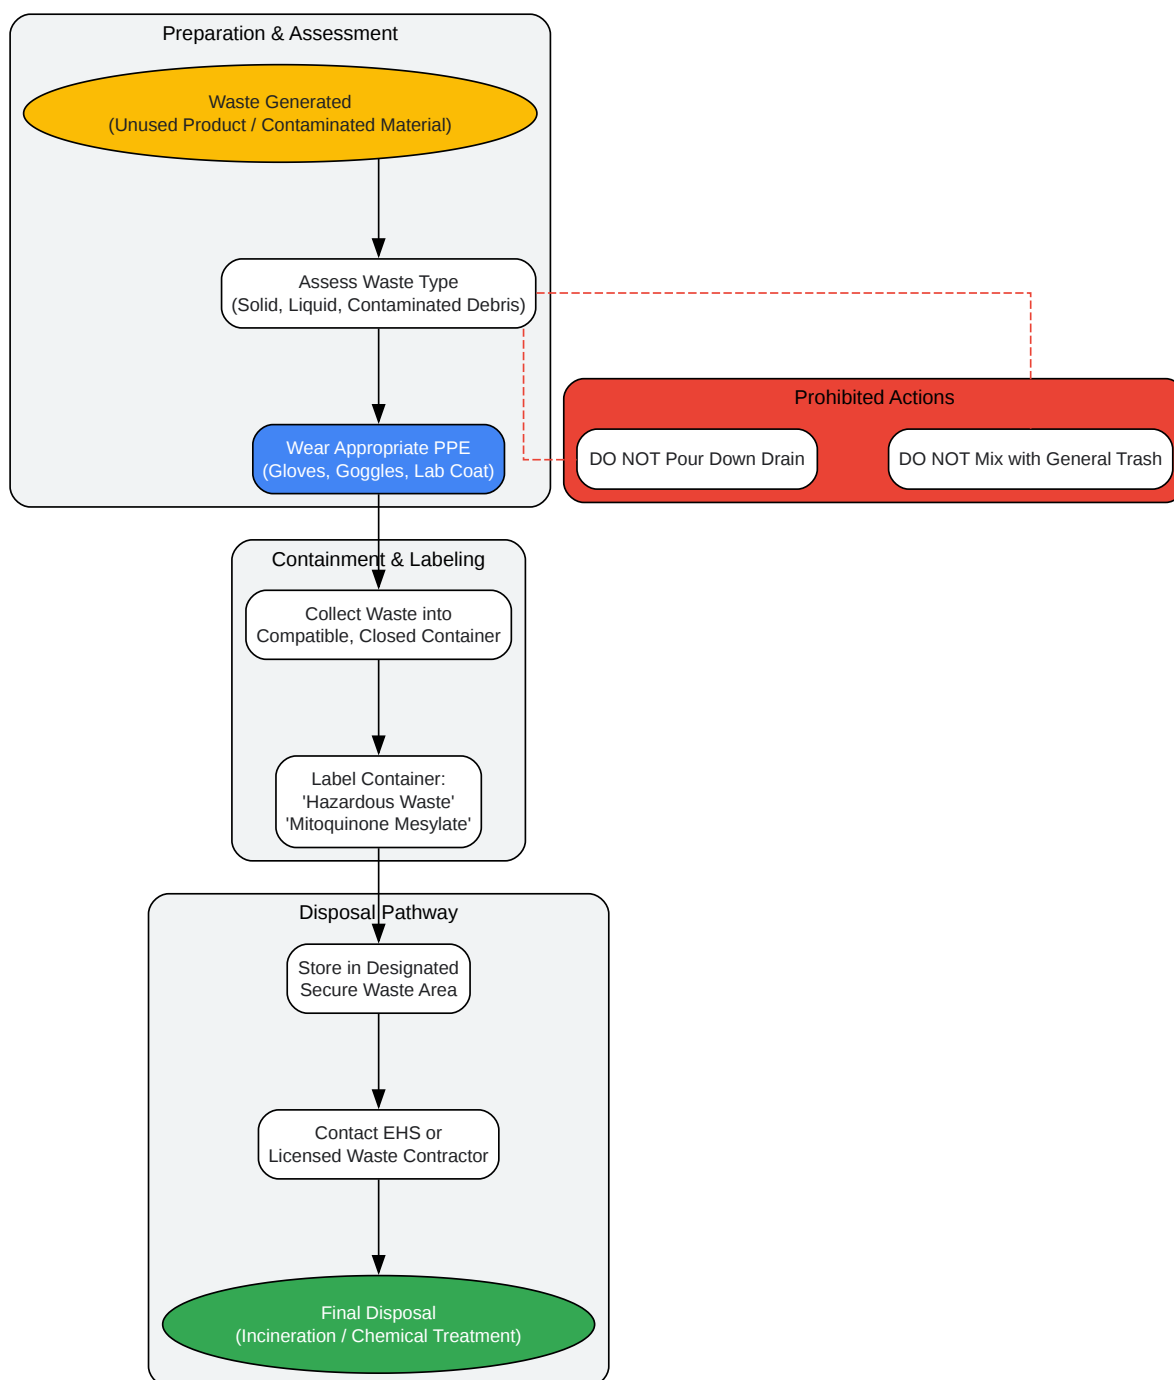 Preparation & Assessment
Waste Generated
(Unused Product / Contaminated Material)
Assess Waste Type
(Solid, Liquid, Contaminated Debris)
Prohibited Actions
Wear Appropriate PPE
(Gloves, Goggles, Lab Coat)
DO NOT Pour Down Drain
DO NOT Mix with General Trash
Containment & Labeling
Collect Waste into
Compatible, Closed Container
Label Container:
'Hazardous Waste'
'Mitoquinone Mesylate'
Disposal Pathway
Store in Designated
Secure Waste Area
Contact EHS or
Licensed Waste Contractor
Final Disposal
(Incineration / Chemical Treatment)